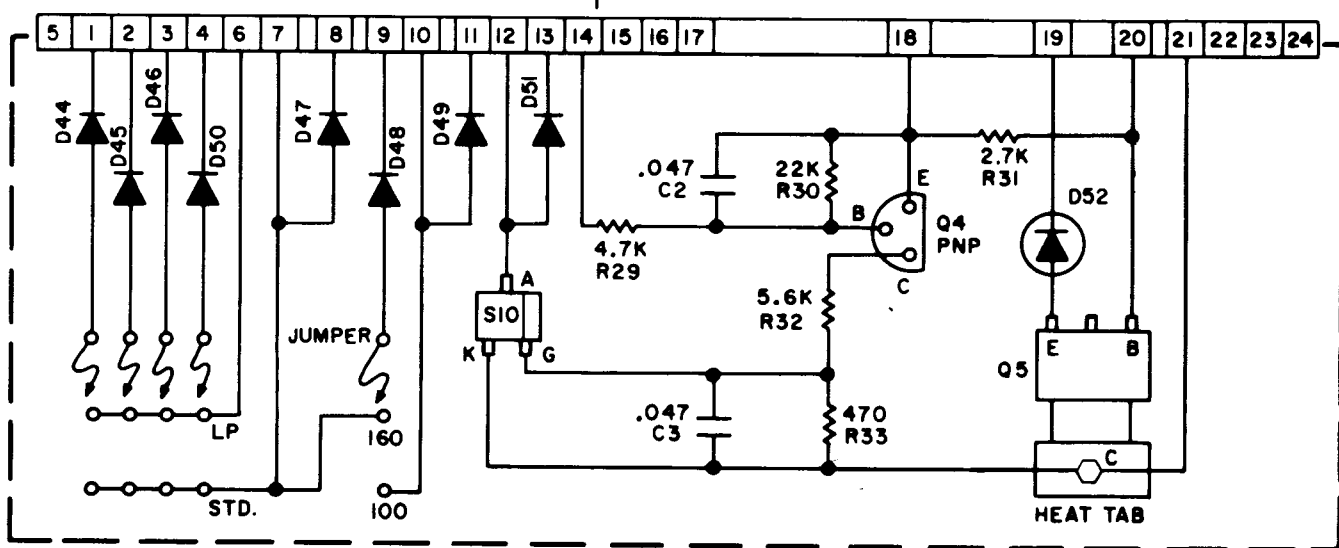 5 1 2 3 4 6 7 8 9 10 11 12 13 14 15 16 17 18 19 20 21 22 23 24
D44
D45
D46
D50
D47
D48
D49
D51
.047
C2
22K
R30
2.7K
R31
E
B
C
Q4
PNP
D52
4.7K
R29
A
S10
K
G
5.6K
R32
JUMPER
E
B
Q5
LP
160
.047
C3
470
R33
C
STD.
100
HEAT TAB